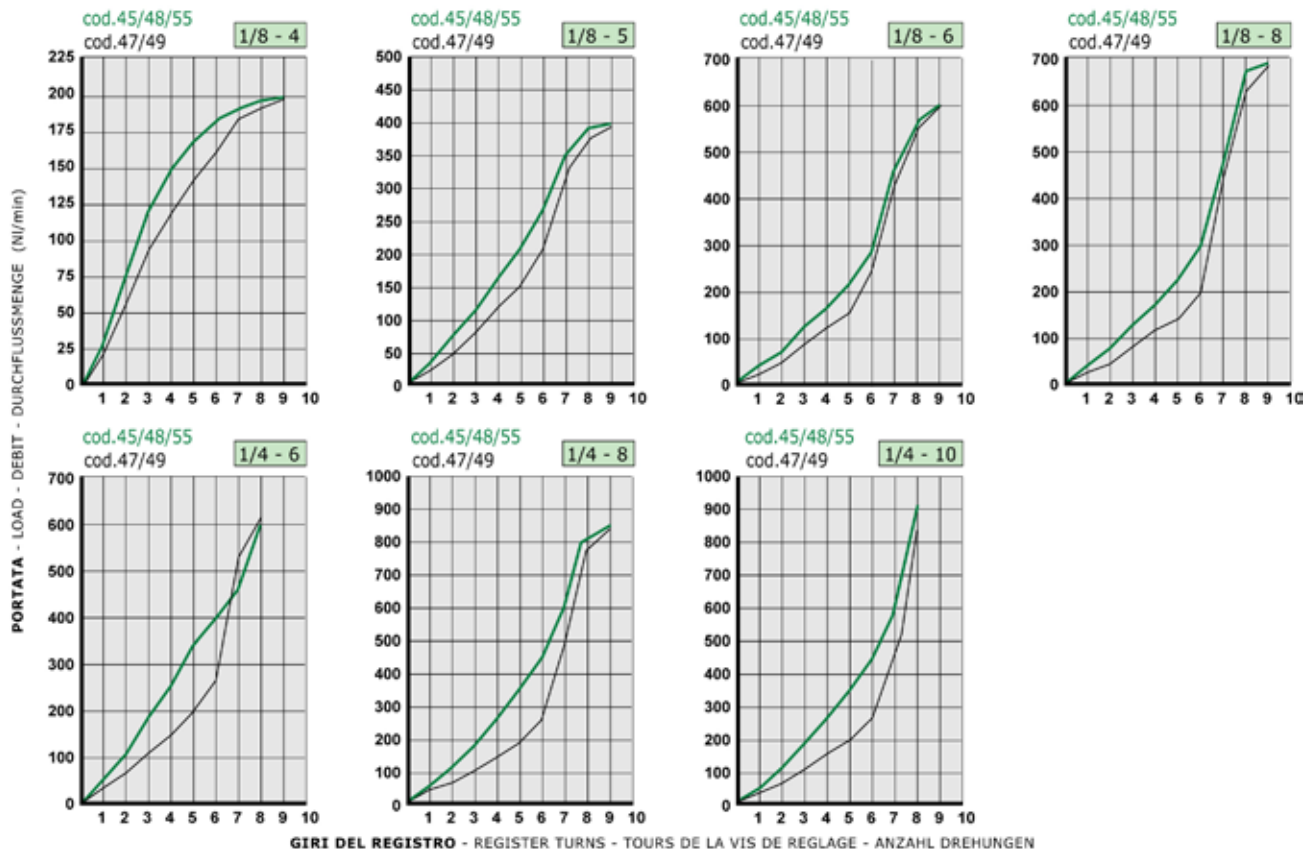 cod.45/48/55
cod.47/49
1/8 - 4
225
200
175
150
125
100
75
50
25
0
1 2 3 4 5 6 7 8 9 10
cod.45/48/55
cod.47/49
1/8 - 5
500
450
400
350
300
250
200
150
100
50
0
1 2 3 4 5 6 7 8 9 10
cod.45/48/55
cod.47/49
1/8 - 6
700
600
500
400
300
200
100
0
1 2 3 4 5 6 7 8 9 10
cod.45/48/55
cod.47/49
1/8 - 8
700
600
500
400
300
200
100
0
1 2 3 4 5 6 7 8 9 10
PORTATA - LOAD - DEBIT - DURCHFLUSSMENGE (Nl/min)
cod.45/48/55
cod.47/49
1/4 - 6
700
600
500
400
300
200
100
0
1 2 3 4 5 6 7 8 9 10
cod.45/48/55
cod.47/49
1/4 - 8
1000
900
800
700
600
500
400
300
200
100
0
1 2 3 4 5 6 7 8 9 10
cod.45/48/55
cod.47/49
1/4 - 10
1000
900
800
700
600
500
400
300
200
100
0
1 2 3 4 5 6 7 8 9 10
GIRI DEL REGISTRO - REGISTER TURNS - TOURS DE LA VIS DE REGLAGE - ANZAHL DREHUNGEN